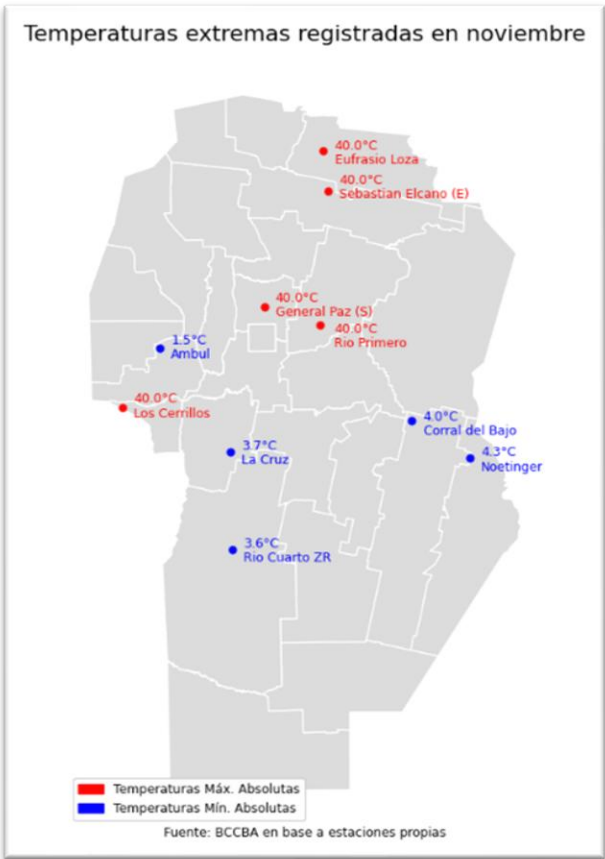 Temperaturas extremas registradas en noviembre
40.0°C
Eufrasio Loza
40.0°C
Sebastian Elcano (E)
40.0°C
General Paz (S)
40.0°C
Rio Primero
1.5°C
Ambul
40.0°C
Los Cerrillos
4.0°C
Corral del Bajo
3.7°C
La Cruz
4.3°C
Noetinger
3.6°C
Rio Cuarto ZR
Temperaturas Máx. Absolutas
Temperaturas Mín. Absolutas
Fuente: BCCBA en base a estaciones propias